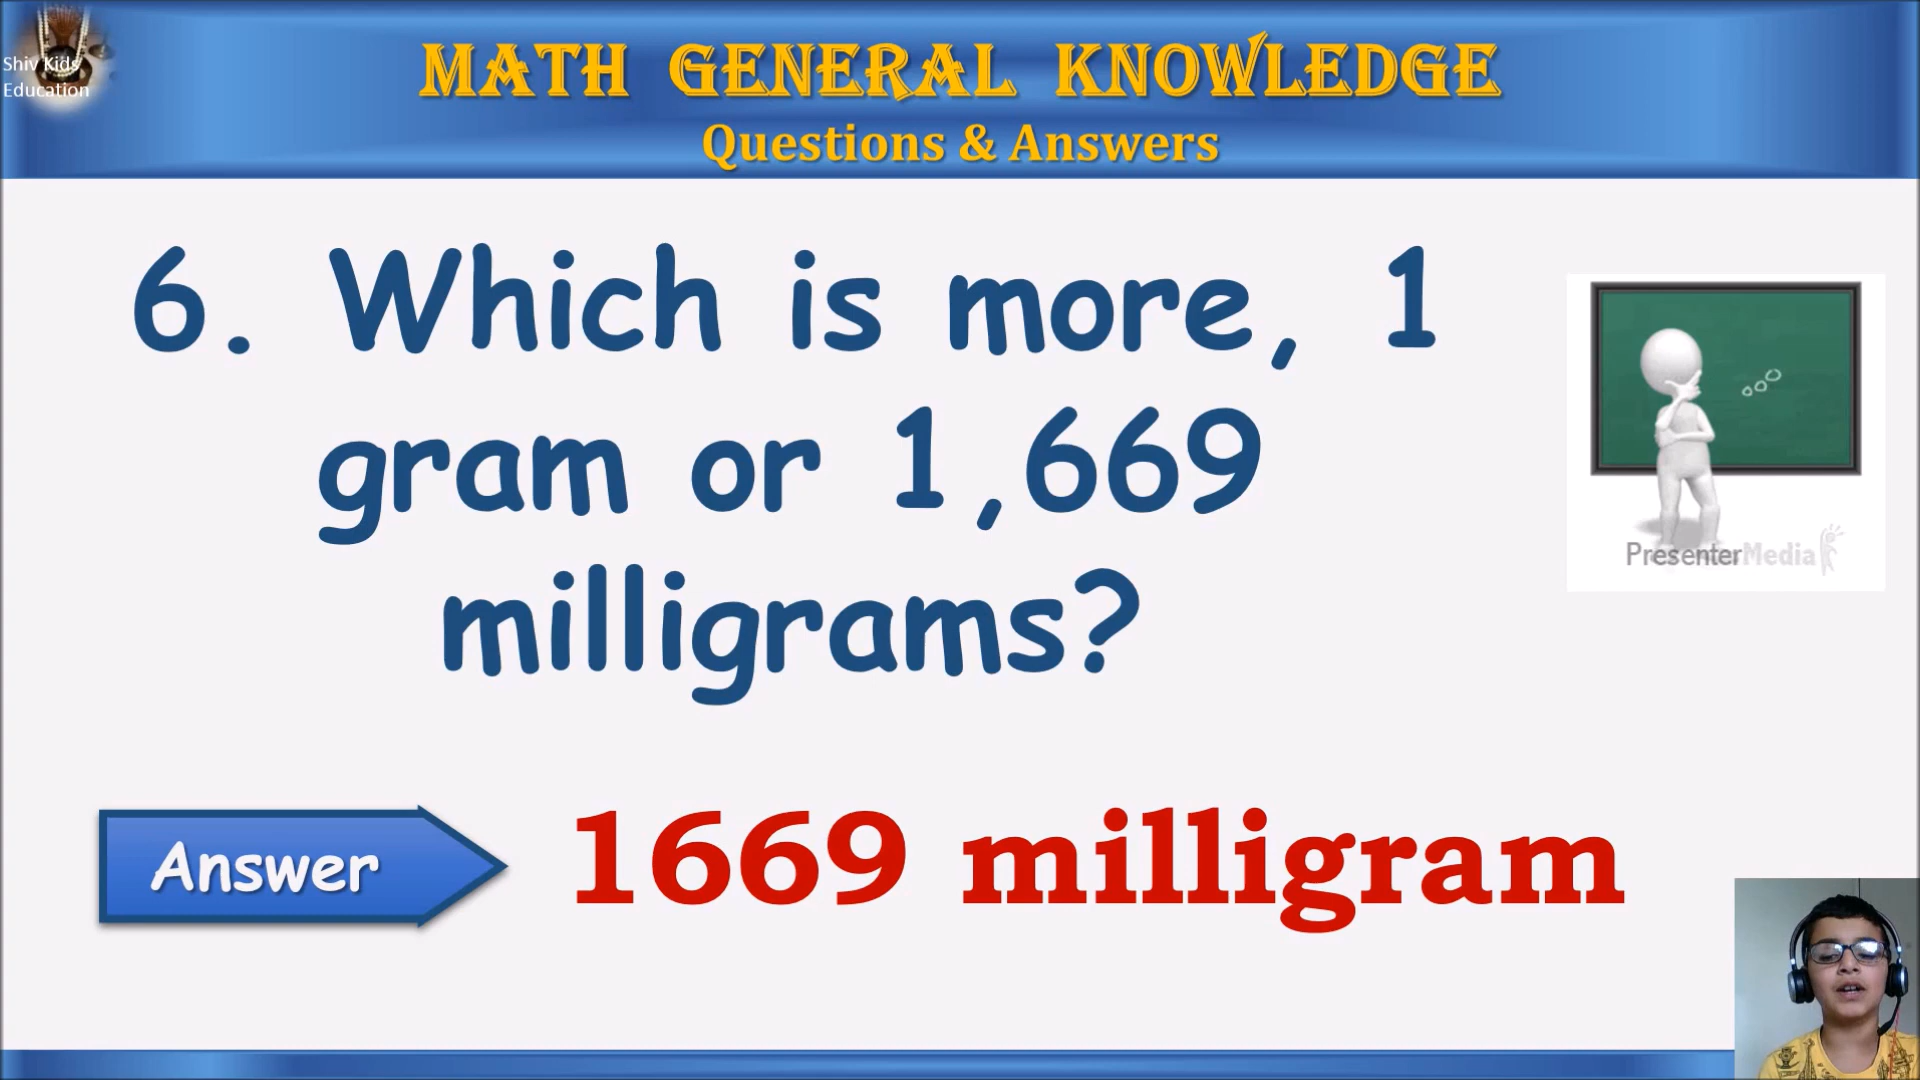 Shiv Kids
Education
MATH GENERAL KNOWLEDGE
Questions & Answers
6. Which is more, 1
gram or 1,669
milligrams?
PresenterMedia
Answer
1669 milligram